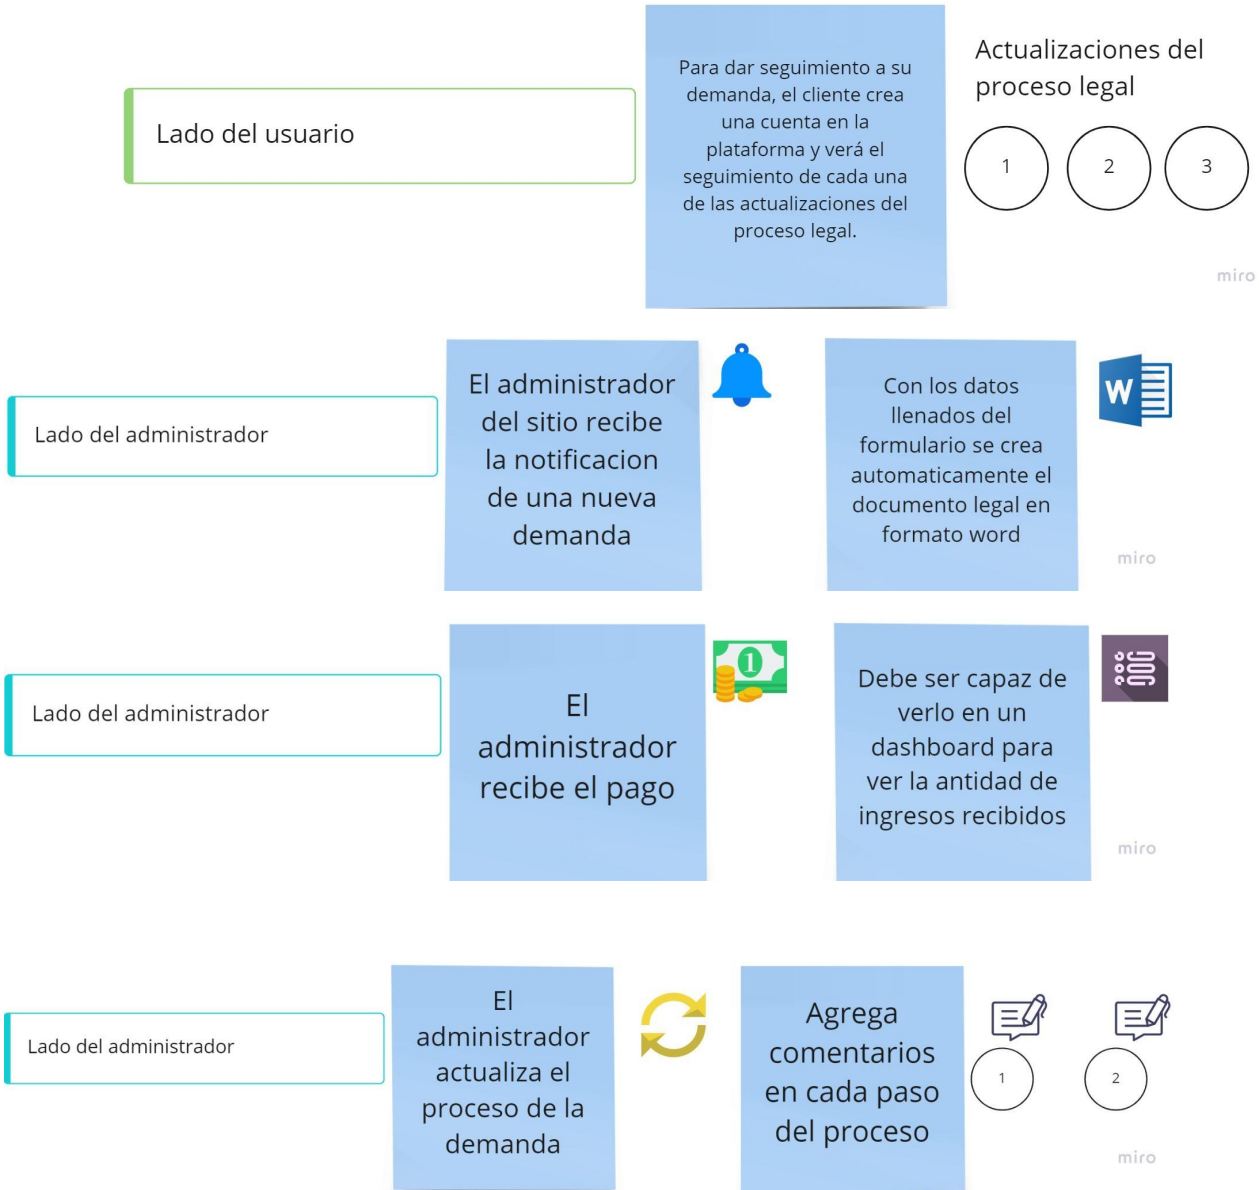 Lado del usuario
Para dar seguimiento a su
demanda, el cliente crea
una cuenta en la
plataforma y verá el
seguimiento de cada una
de las actualizaciones del
proceso legal.
Actualizaciones del
proceso legal
1
2
3
miro
Lado del administrador
El administrador
del sitio recibe
la notificacion
de una nueva
demanda
Con los datos
llenados del
formulario se crea
automaticamente el
documento legal en
formato word
W
miro
Lado del administrador
El
administrador
recibe el pago
1
Debe ser capaz de
verlo en un
dashboard para
ver la antidad de
ingresos recibidos
miro
Lado del administrador
El
administrador
actualiza el
proceso de la
demanda
Agrega
comentarios
en cada paso
del proceso
1
2
miro